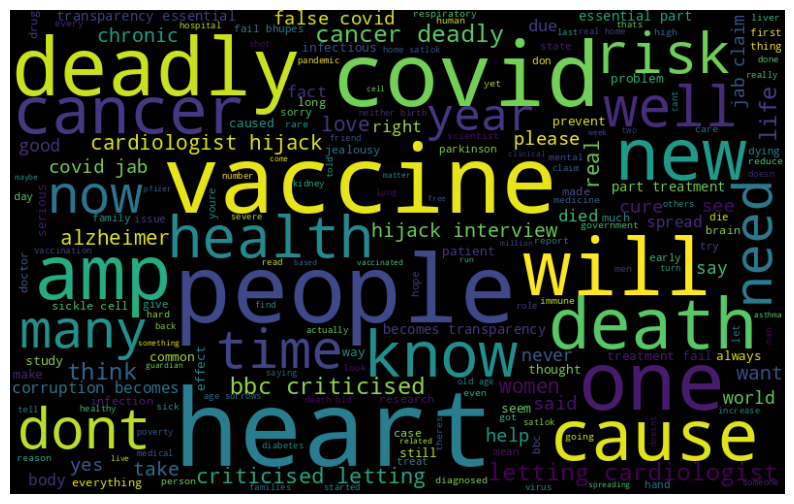 drug
every
transparency essential
hospital
fail bhupes
false covid
respiratory
human
due
essential part
treatment
thats
liver
chronic
infectious
cancer deadly
shot
home satlok
last
real home
high
first
thing
deadly
covid
risk
pandemic
don
state
done
really
cancer
fact
long
sorry
cell
yet
problem
jab claim
life
good
caused
rare
love
year
right
neither birth
scientist
please
prevent
well
cant
two
care
dying
reduce
cardiologist hijack
friend
told
week
jealousy
parkinson
clinical
mental
real
new
covid jab
number
come
matter
claim
part treatment
doesn
day
maybe
pfizer
kidney
lung
free
medicine
made
cure
see
others
serious
now
vaccine
family
issue
severe
youre
died
much
spread
die
need
vaccination
health
hijack interview
million
report
government
brain
alzheimer
patient
say
try
doctor
amp
read
based
vaccinated
run
will
men
early
turn
sickle cell
give
people
find
hope
role
immune
death
let
man
asthma
hard
back
actually
becomes transparency
many
something
common
time
way
know
never
treatment fail
always
study
guardian
saying
look
thought
want
make
think
effect
bbc criticised
women
one
world
corruption becomes
old age
age sorrows
theres
even
seem
said
infection
sick
death old
research
got
satlok
doesnt
increase
tell
healthy
dont
poverty
heart
diabetes
case
related
help
bbc
going
cause
reason
yes
take
medical
still
mean
live
criticised letting
treat
diagnosed
letting cardiologist
body
everything
person
families
started
virus
spreading
hand
someone